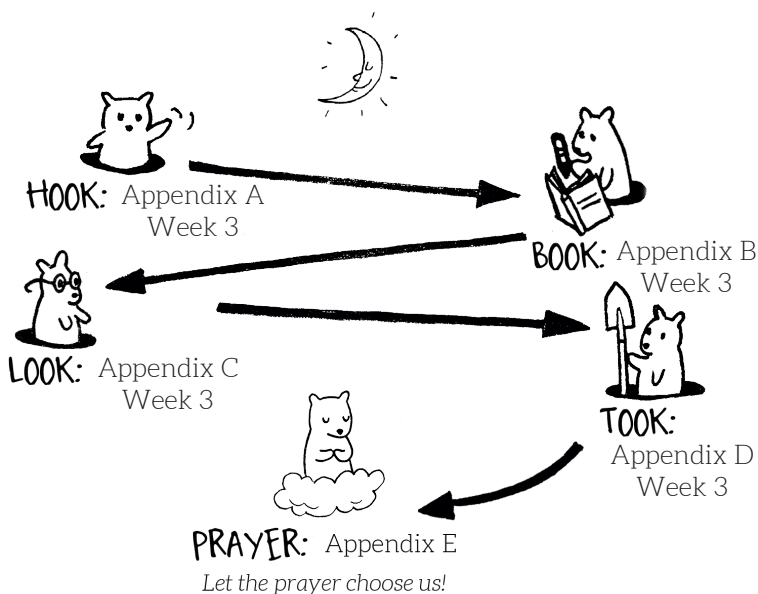 HOOK: Appendix A
Week 3
BOOK: Appendix B
Week 3
LOOK: Appendix C
Week 3
TOOK:
Appendix D
Week 3
PRAYER: Appendix E
Let the prayer choose us!